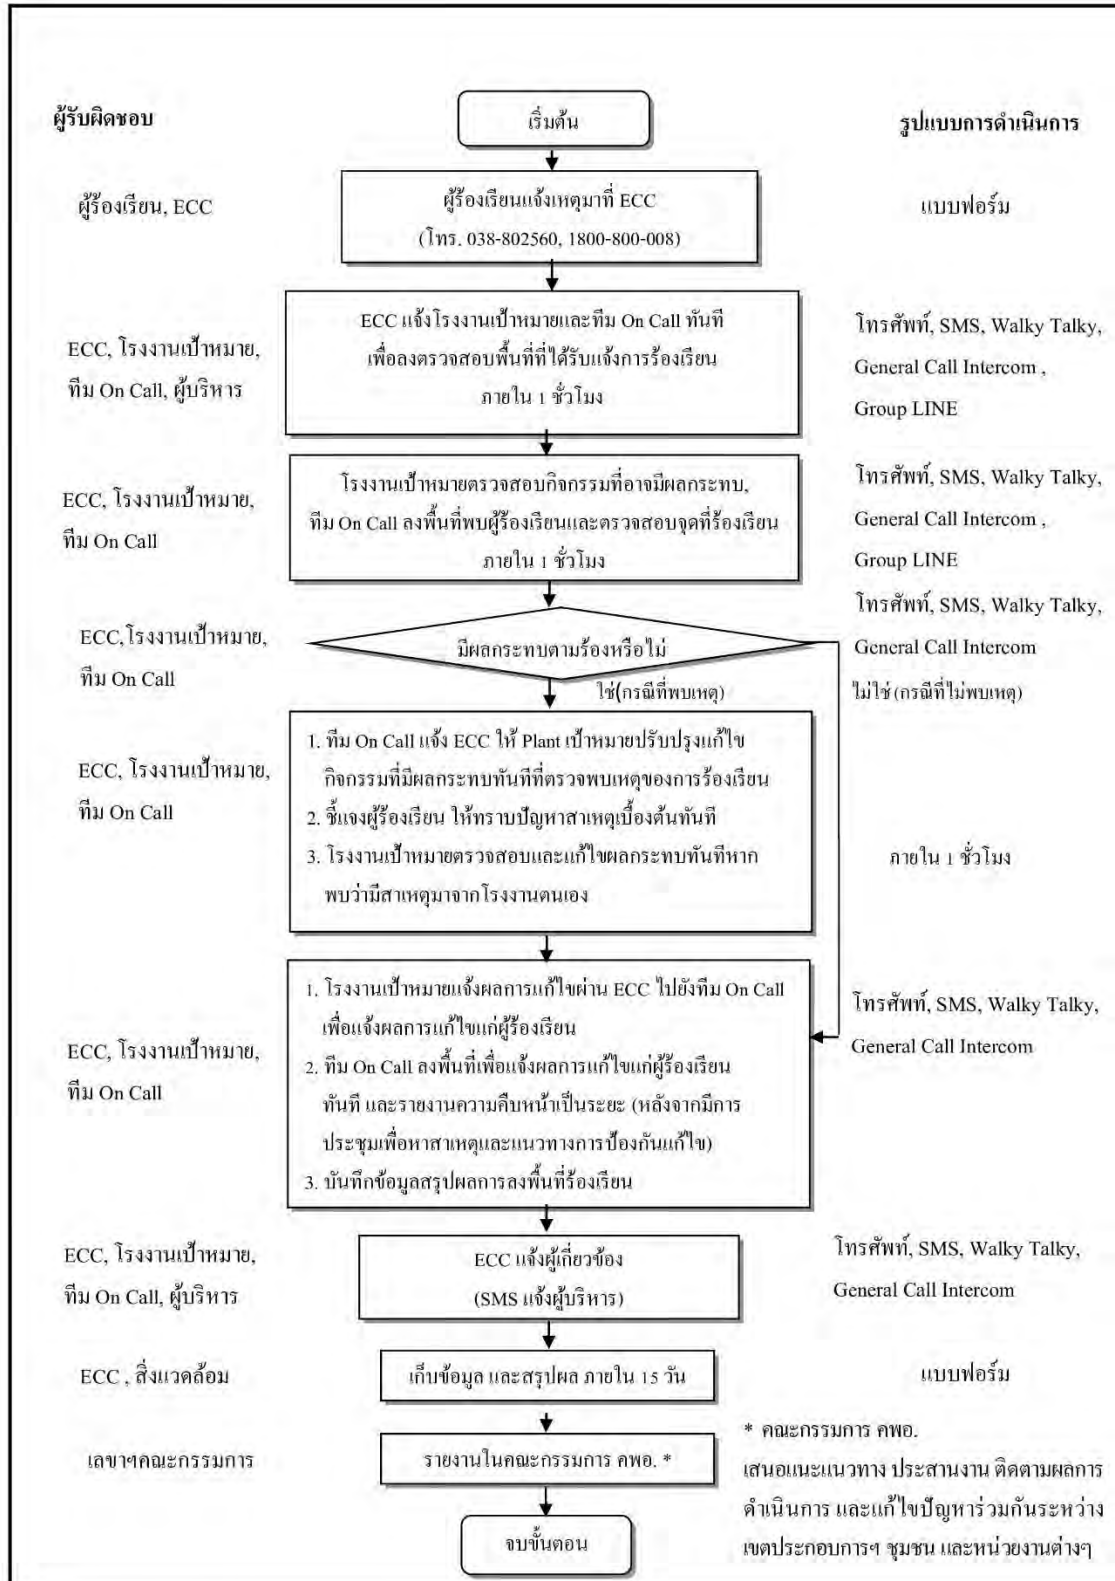 ผู้รับผิดชอบ
เริ่มต้น
รูปแบบการดำเนินการ
ผู้ร้องเรียน, ECC
ผู้ร้องเรียนแจ้งเหตุมาที่ ECC
(โทร. 038-802560, 1800-800-008)
แบบฟอร์ม
ECC, โรงงานเป้าหมาย,
ทีม On Call, ผู้บริหาร
ECC แจ้งโรงงานเป้าหมายและทีม On Call ทันที
เพื่อลงตรวจสอบพื้นที่ที่ได้รับแจ้งการร้องเรียน
ภายใน 1 ชั่วโมง
โทรศัพท์, SMS, Walky Talky,
General Call Intercom ,
Group LINE
ECC, โรงงานเป้าหมาย,
ทีม On Call
โรงงานเป้าหมายตรวจสอบกิจกรรมที่อาจมีผลกระทบ,
ทีม On Call ลงพื้นที่พบผู้ร้องเรียนและตรวจสอบจุดที่ร้องเรียน
ภายใน 1 ชั่วโมง
โทรศัพท์, SMS, Walky Talky,
General Call Intercom ,
Group LINE
ECC,โรงงานเป้าหมาย,
ทีม On Call
มีผลกระทบตามร้องหรือไม่
โทรศัพท์, SMS, Walky Talky,
General Call Intercom
ใช่(กรณีที่พบเหตุ)
ไม่ใช่ (กรณีที่ไม่พบเหตุ)
ECC, โรงงานเป้าหมาย,
ทีม On Call
1. ทีม On Call แจ้ง ECC ให้ Plant เป้าหมายปรับปรุงแก้ไข
กิจกรรมที่มีผลกระทบทันทีที่ตรวจพบเหตุของการร้องเรียน
2. ชี้แจงผู้ร้องเรียน ให้ทราบปัญหาสาเหตุเบื้องต้นทันที
3. โรงงานเป้าหมายตรวจสอบและแก้ไขผลกระทบทันทีหาก
พบว่ามีสาเหตุมาจากโรงงานตนเอง
ภายใน 1 ชั่วโมง
ECC, โรงงานเป้าหมาย,
ทีม On Call
1. โรงงานเป้าหมายแจ้งผลการแก้ไขผ่าน ECC ไปยังทีม On Call
เพื่อแจ้งผลการแก้ไขแก่ผู้ร้องเรียน
2. ทีม On Call ลงพื้นที่เพื่อแจ้งผลการแก้ไขแก่ผู้ร้องเรียน
ทันที และรายงานความคืบหน้าเป็นระยะ (หลังจากมีการ
ประชุมเพื่อหาสาเหตุและแนวทางการป้องกันแก้ไข)
3. บันทึกข้อมูลสรุปผลการลงพื้นที่ร้องเรียน
โทรศัพท์, SMS, Walky Talky,
General Call Intercom
ECC, โรงงานเป้าหมาย,
ทีม On Call, ผู้บริหาร
ECC แจ้งผู้เกี่ยวข้อง
(SMS แจ้งผู้บริหาร)
โทรศัพท์, SMS, Walky Talky,
General Call Intercom
ECC , สิ่งแวดล้อม
เก็บข้อมูล และสรุปผล ภายใน 15 วัน
แบบฟอร์ม
เลขาฯคณะกรรมการ
รายงานในคณะกรรมการ คพอ. *
* คณะกรรมการ คพอ.
เสนอแนะแนวทาง ประสานงาน ติดตามผลการ
ดำเนินการ และแก้ไขปัญหาร่วมกันระหว่าง
เขตประกอบการฯ ชุมชน และหน่วยงานต่างๆ
จบขั้นตอน